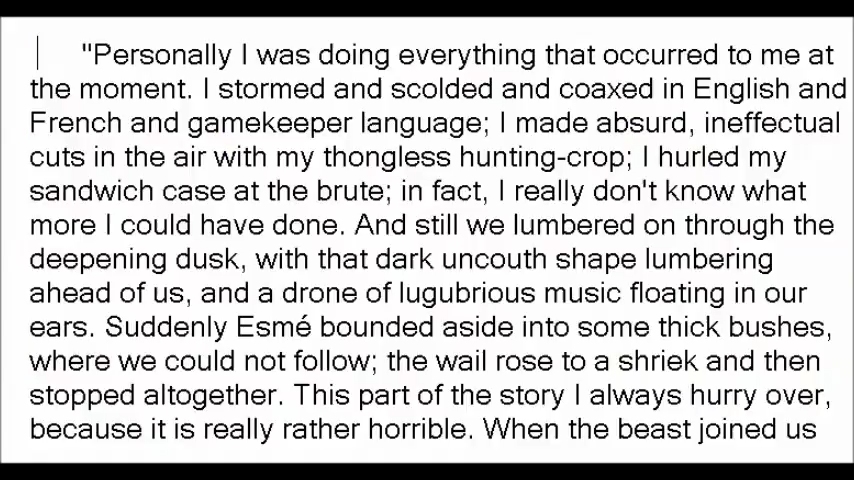 "Personally I was doing everything that occurred to me at
the moment. I stormed and scolded and coaxed in English and
French and gamekeeper language; I made absurd, ineffectual
cuts in the air with my thongless hunting-crop; I hurled my
sandwich case at the brute; in fact, I really don't know what
more I could have done. And still we lumbered on through the
deepening dusk, with that dark uncouth shape lumbering
ahead of us, and a drone of lugubrious music floating in our
ears. Suddenly Esmé bounded aside into some thick bushes,
where we could not follow; the wail rose to a shriek and then
stopped altogether. This part of the story I always hurry over,
because it is really rather horrible. When the beast joined us